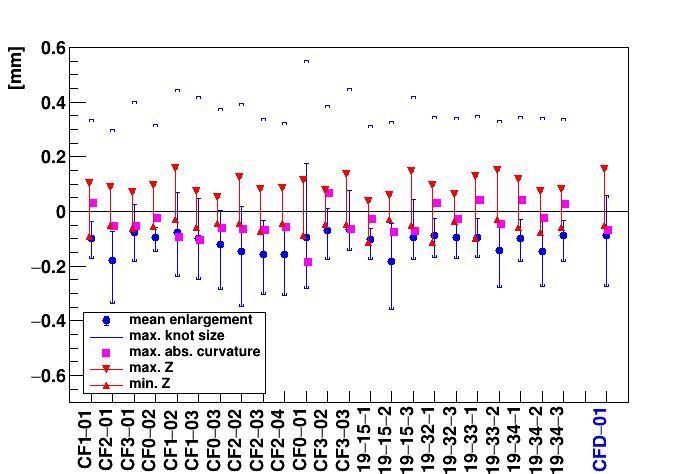 [mm]
0.6
0.4
0.2
0
−0.2
−0.4
−0.6
mean enlargement
max. knot size
max. abs. curvature
max. Z
min. Z
CF1−01
CF2−01
CF3−01
CF0−02
CF1−02
CF1−03
CF0−03
CF2−02
CF2−03
CF2−04
CF0−01
CF3−02
CF3−03
19−15−1
19−15−2
19−15−3
19−32−1
19−32−3
19−33−1
19−33−2
19−34−1
19−34−2
19−34−3
CFD−01